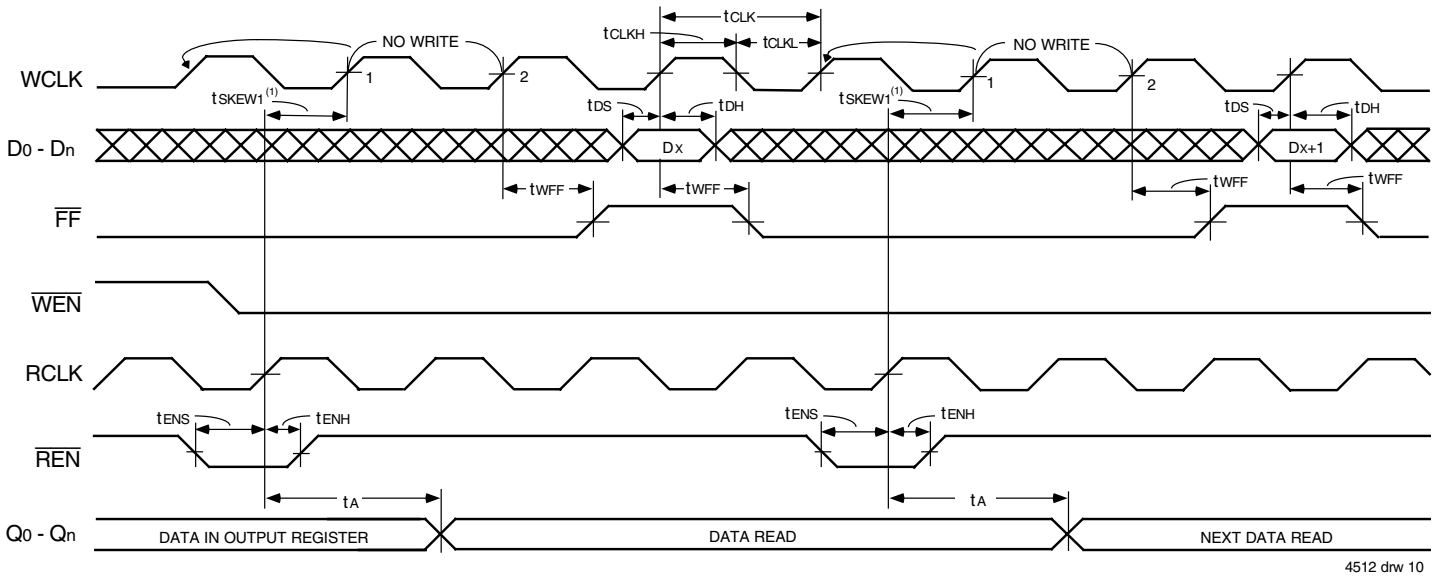 tCLK
tCLKH
tCLKL
NO WRITE
NO WRITE
WCLK
1
2
1
2
tSKEW1(1)
tDS
tDH
tSKEW1(1)
tDS
tDH
D0 - Dn
Dx
Dx+1
tWFF
tWFF
tWFF
tWFF
FF
WEN
RCLK
tENS
tENH
tENS
tENH
REN
tA
tA
Q0 - Qn
DATA IN OUTPUT REGISTER
DATA READ
NEXT DATA READ
4512 drw 10